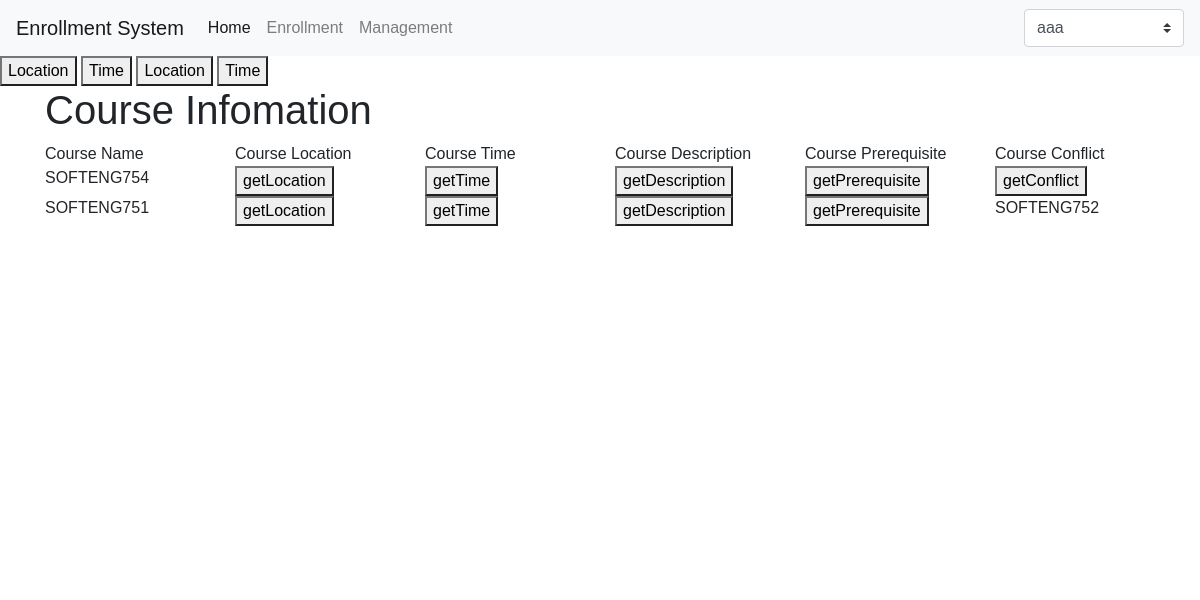 Enrollment System Home Enrollment Management aaa
Location Time Location Time
Course Infomation
Course Name Course Location Course Time Course Description Course Prerequisite Course Conflict
SOFTENG754 getLocation getTime getDescription getPrerequisite getConflict
SOFTENG751 getLocation getTime getDescription getPrerequisite SOFTENG752